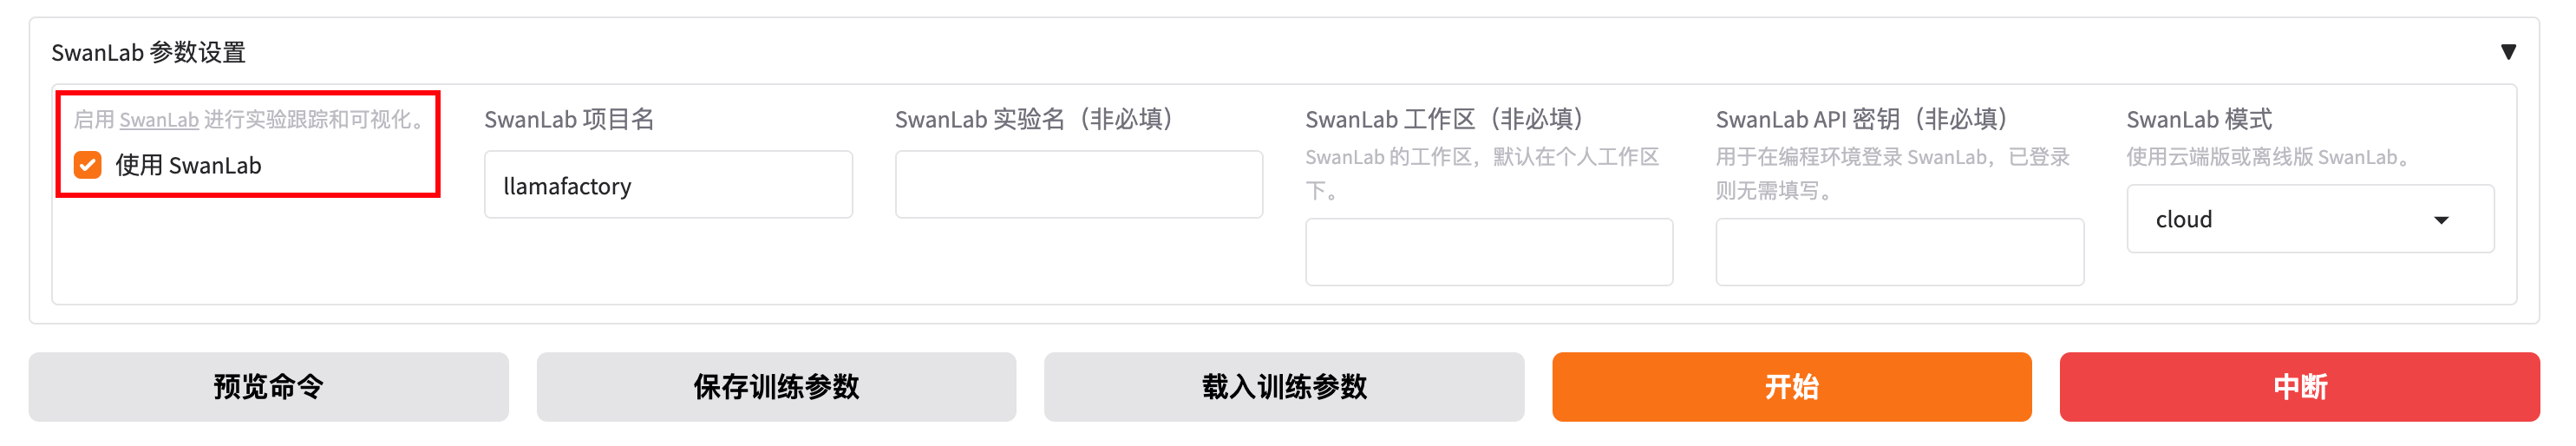 SwanLab 参数设置
启用 SwanLab 进行实验跟踪和可视化。
使用 SwanLab
SwanLab 项目名
llamafactory
SwanLab 实验名（非必填）
SwanLab 工作区（非必填）
SwanLab 的工作区，默认在个人工作区
下。
SwanLab API 密钥（非必填）
用于在编程环境登录 SwanLab，已登录
则无需填写。
SwanLab 模式
使用云端版或离线版 SwanLab。
cloud
预览命令
保存训练参数
载入训练参数
开始
中断